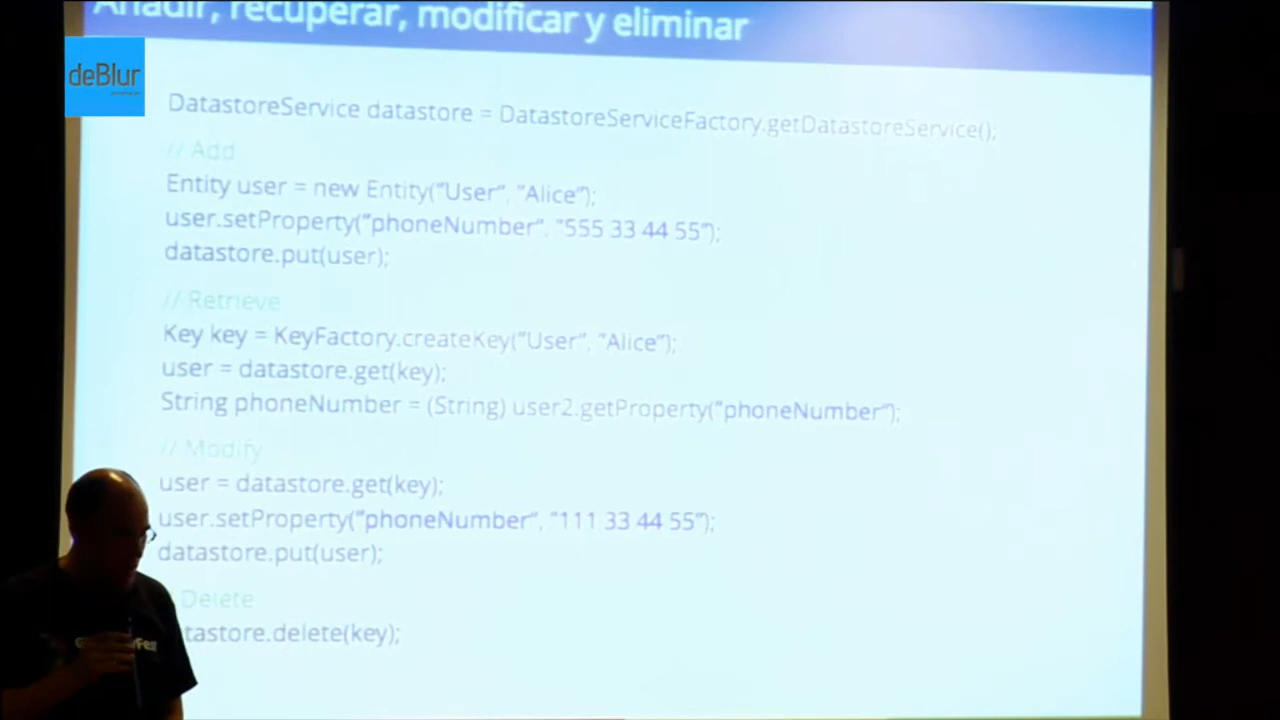 Añadir, recuperar, modificar y eliminar
deBlur
DatastoreService datastore = DatastoreServiceFactory.getDatastoreService();
// Add
Entity user = new Entity("User", "Alice");
user.setProperty("phoneNumber", "555 33 44 55");
datastore.put(user);
// Retrieve
Key key = KeyFactory.createKey("User", "Alice");
user = datastore.get(key);
String phoneNumber = (String) user2.getProperty("phoneNumber");
// Modify
user = datastore.get(key);
user.setProperty("phoneNumber", "111 33 44 55");
datastore.put(user);
Delete
tastore.delete(key);